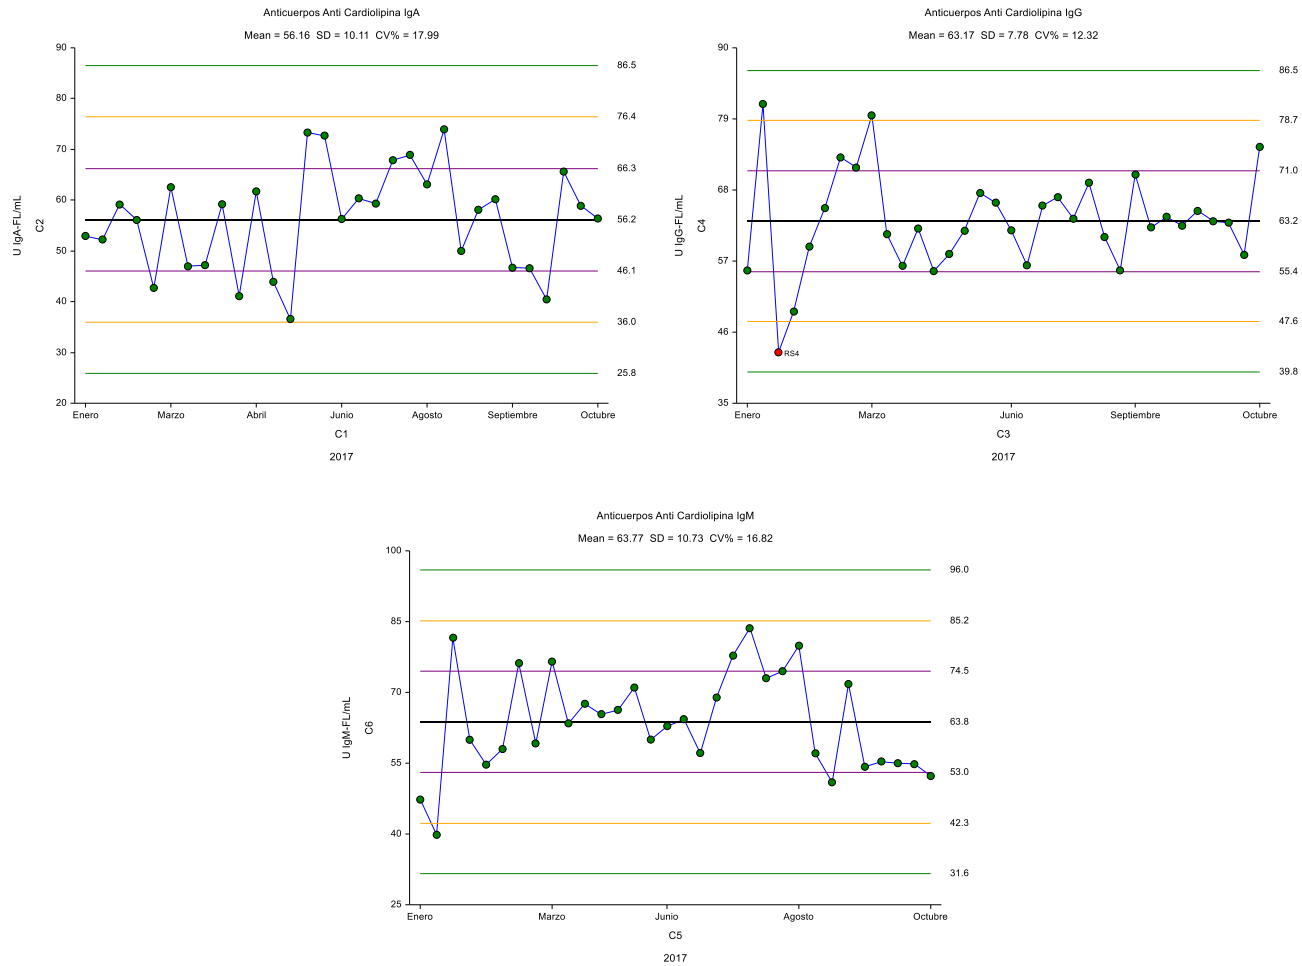 Anticuerpos Anti Cardiolipina IgA
Mean = 56.16 SD = 10.11 CV% = 17.99
90
80
70
60
50
40
30
20
U IgA-FL/mL
C2
86.5
76.4
66.3
56.2
46.1
36.0
25.8
Enero Marzo Abril Junio Agosto Septiembre Octubre
C1
2017
Anticuerpos Anti Cardiolipina IgG
Mean = 63.17 SD = 7.78 CV% = 12.32
90
79
68
57
46
35
U IgG-FL/mL
C4
RS4
86.5
78.7
71.0
63.2
55.4
47.6
39.8
Enero Marzo Junio Septiembre Octubre
C3
2017
Anticuerpos Anti Cardiolipina IgM
Mean = 63.77 SD = 10.73 CV% = 16.82
100
85
70
55
40
25
U IgM-FL/mL
C6
96.0
85.2
74.5
63.8
53.0
42.3
31.6
Enero Marzo Junio Agosto Octubre
C5
2017